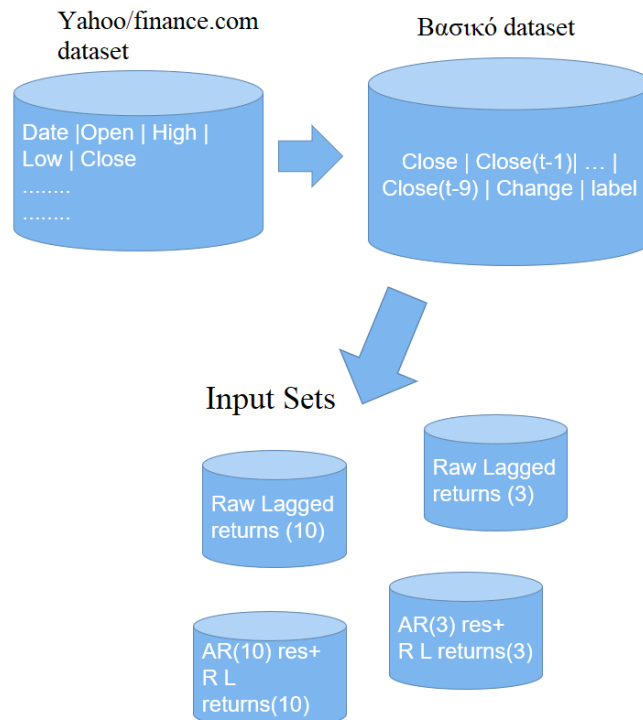 Yahoo/finance.com
dataset
Βασικό dataset
Date |Open | High |
Low | Close
........
........
Close | Close(t-1)| ... |
Close(t-9) | Change | label
Input Sets
Raw Lagged
returns (10)
Raw Lagged
returns (3)
AR(10) res+
R L
returns(10)
AR(3) res+
R L returns(3)